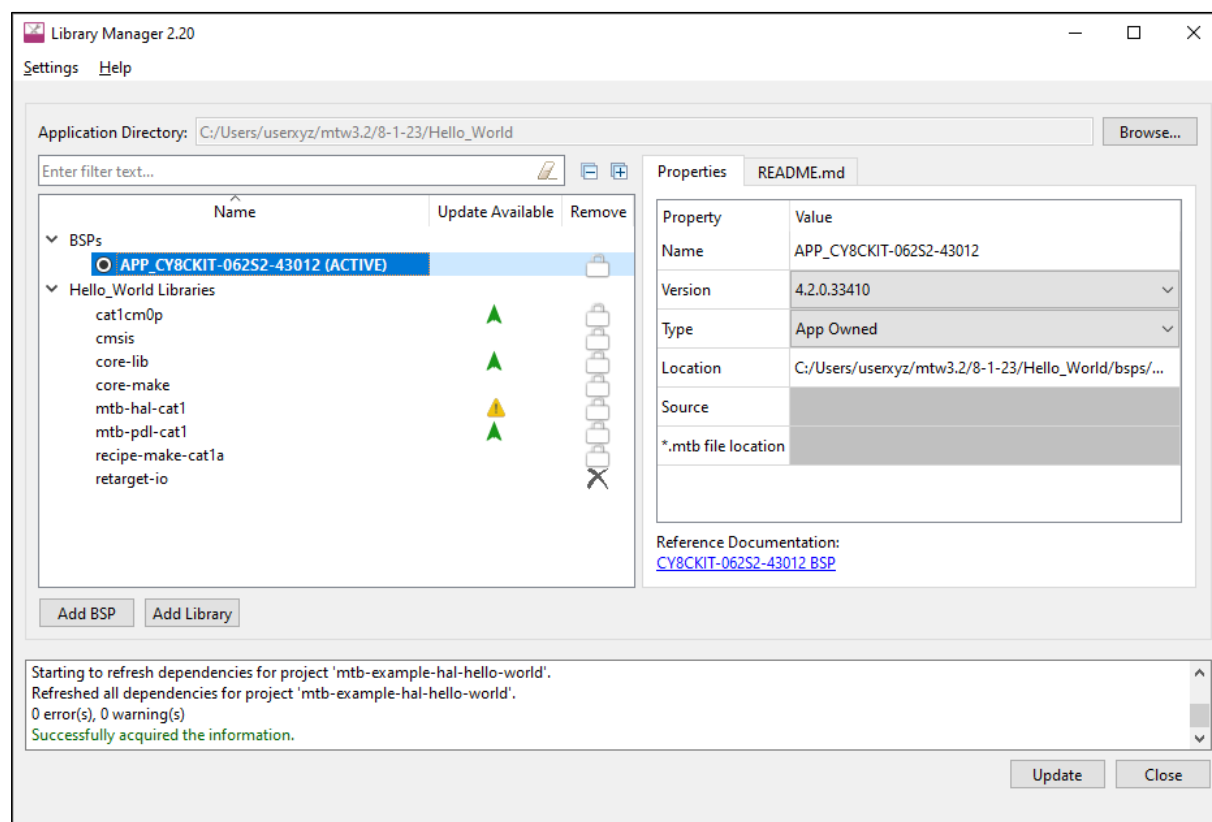 Library Manager 2.20
Settings Help
Application Directory: C:/Users/userxyz/mtw3.2/8-1-23/Hello_World Browse...
Enter filter text...
Name Update Available Remove
BSPs
APP_CY8CKIT-062S2-43012 (ACTIVE)
Hello_World Libraries
cat1cm0p
cmsis
core-lib
core-make
mtb-hal-cat1
mtb-pdl-cat1
recipe-make-cat1a
retarget-io
Properties README.md
Property Value
Name APP_CY8CKIT-062S2-43012
Version 4.2.0.33410
Type App Owned
Location C:/Users/userxyz/mtw3.2/8-1-23/Hello_World/bsps/...
Source
*.mtb file location
Reference Documentation:
CY8CKIT-062S2-43012 BSP
Add BSP Add Library
Starting to refresh dependencies for project 'mtb-example-hal-hello-world'.
Refreshed all dependencies for project 'mtb-example-hal-hello-world'.
0 error(s), 0 warning(s)
Successfully acquired the information.
Update Close